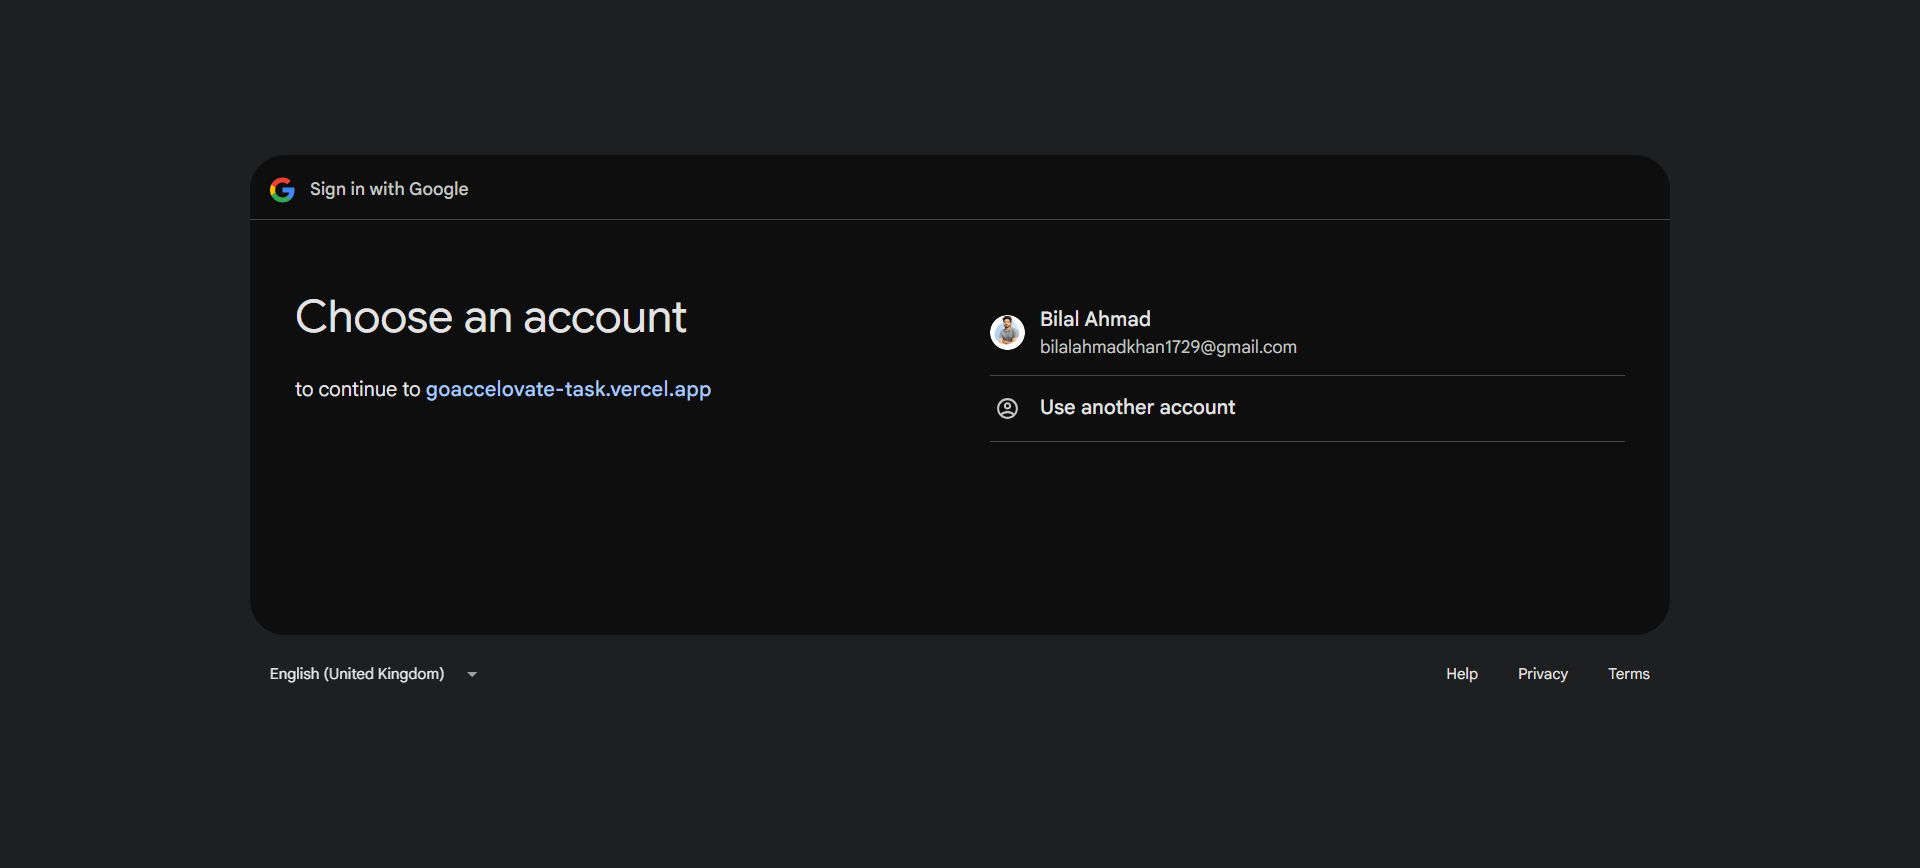 Sign in with Google
Choose an account
to continue to goaccelovate-task.vercel.app
Bilal Ahmad
bilalahmadkhan1729@gmail.com
Use another account
English (United Kingdom)
Help
Privacy
Terms